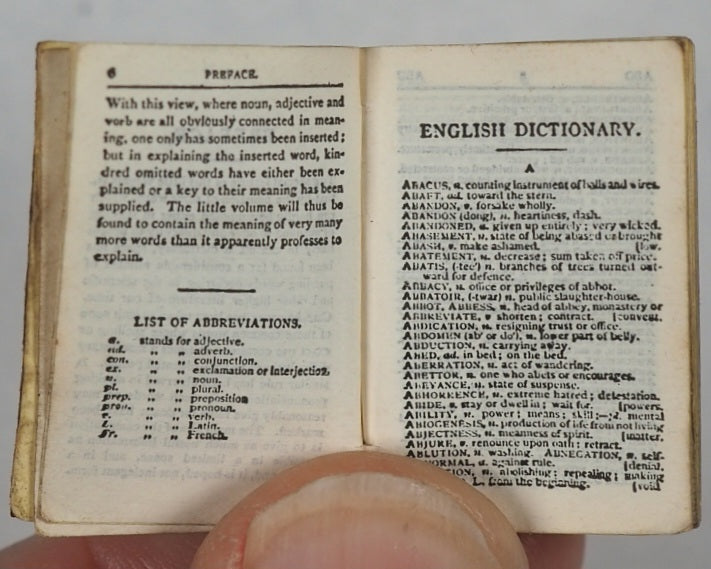 6
PREFACE.
With this view, where noun, adjective and
verb are all obviously connected in mean-
ing, one only has sometimes been inserted;
but in explaining the inserted word, kin-
dred omitted words have either been ex-
plained or a key to their meaning has been
supplied. The little volume will thus be
found to contain the meaning of very many
more words than it apparently professes to
explain.
LIST OF ABBREVIATIONS.
a. stands for adjective.
ad. „ „ adverb.
con. „ „ conjunction.
ex. „ „ exclamation or interjection.
n. „ „ noun.
pl. „ „ plural.
prep. „ „ preposition
pron. „ „ pronoun.
v. „ „ verb.
L. „ „ Latin.
Fr. „ „ French.
ENGLISH DICTIONARY.
A
ABACUS, n. counting instrument of balls and wires.
ABAFT, ad. toward the stern.
ABANDON, v. forsake wholly.
ABANDON (dong), n. heartiness, dash.
ABANDONED, a. given up entirely; very wicked.
ABASEMENT, n. state of being abased or brought
ABASH, v. make ashamed. [low.
ABATEMENT, n. decrease; sum taken off price.
ABATIS, (-tee') n. branches of trees turned out-
ward for defence.
ABBACY, n. office or privileges of abbot.
ABBATOIR, (-twar) n. public slaughter-house.
ABBOT, ABBESS, n. head of abbey, monastery or
ABBREVIATE, v shorten; contract. [convent.
ABDICATION, n. resigning trust or office.
ABDOMEN (ab' or do'), n. lower part of belly.
ABDUCTION, n. carrying away.
ABED, ad. in bed; on the bed.
ABERRATION, n. act of wandering.
ABETTOR, n. one who abets or encourages.
ABEYANCE, n. state of suspense.
ABHORRENCE, n. extreme hatred; detestation.
ABIDE, v. stay or dwell in; wait for. [powers.
ABILITY, n. power; means; skill;—pl. mental
ABIOGENESIS, n. production of life from not living
ABJECTNESS, n. meanness of spirit. [matter.
ABJURE, v. renounce upon oath; retract.
ABLUTION, n. washing. ABNEGATION, n. self-
NORMAL, a. against rule. [denial.
TION, n. abolishing; repealing; making
L. from the beginning. [void